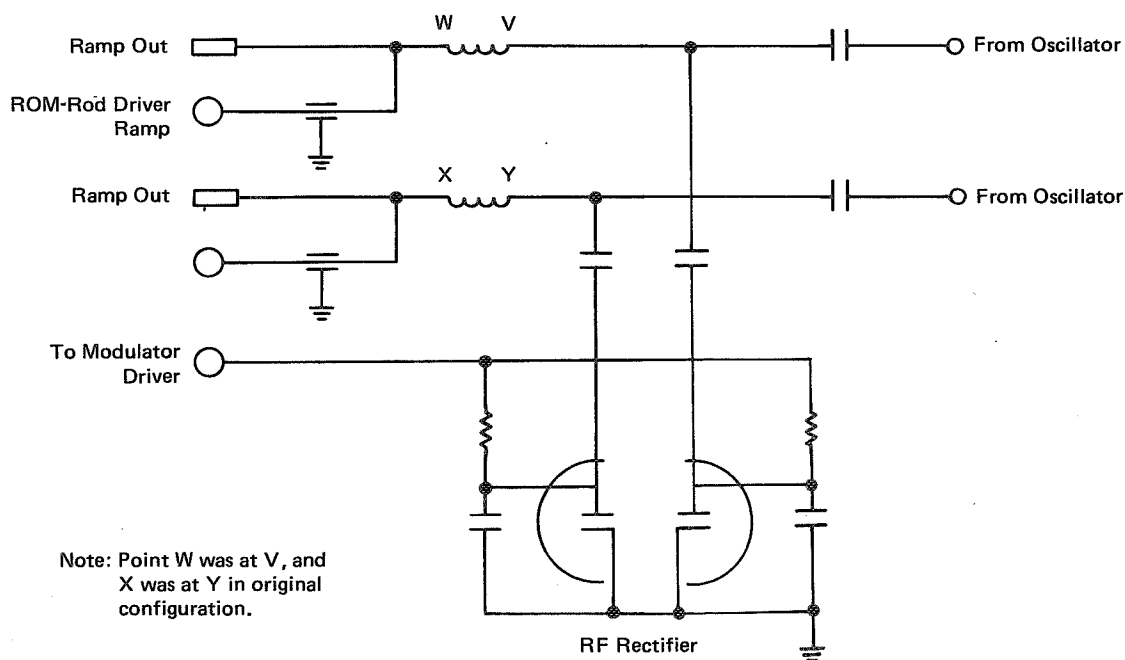 W V
Ramp Out
From Oscillator
ROM-Rod Driver
Ramp
X Y
Ramp Out
From Oscillator
To Modulator
Driver
Note: Point W was at V, and
X was at Y in original
configuration.
RF Rectifier